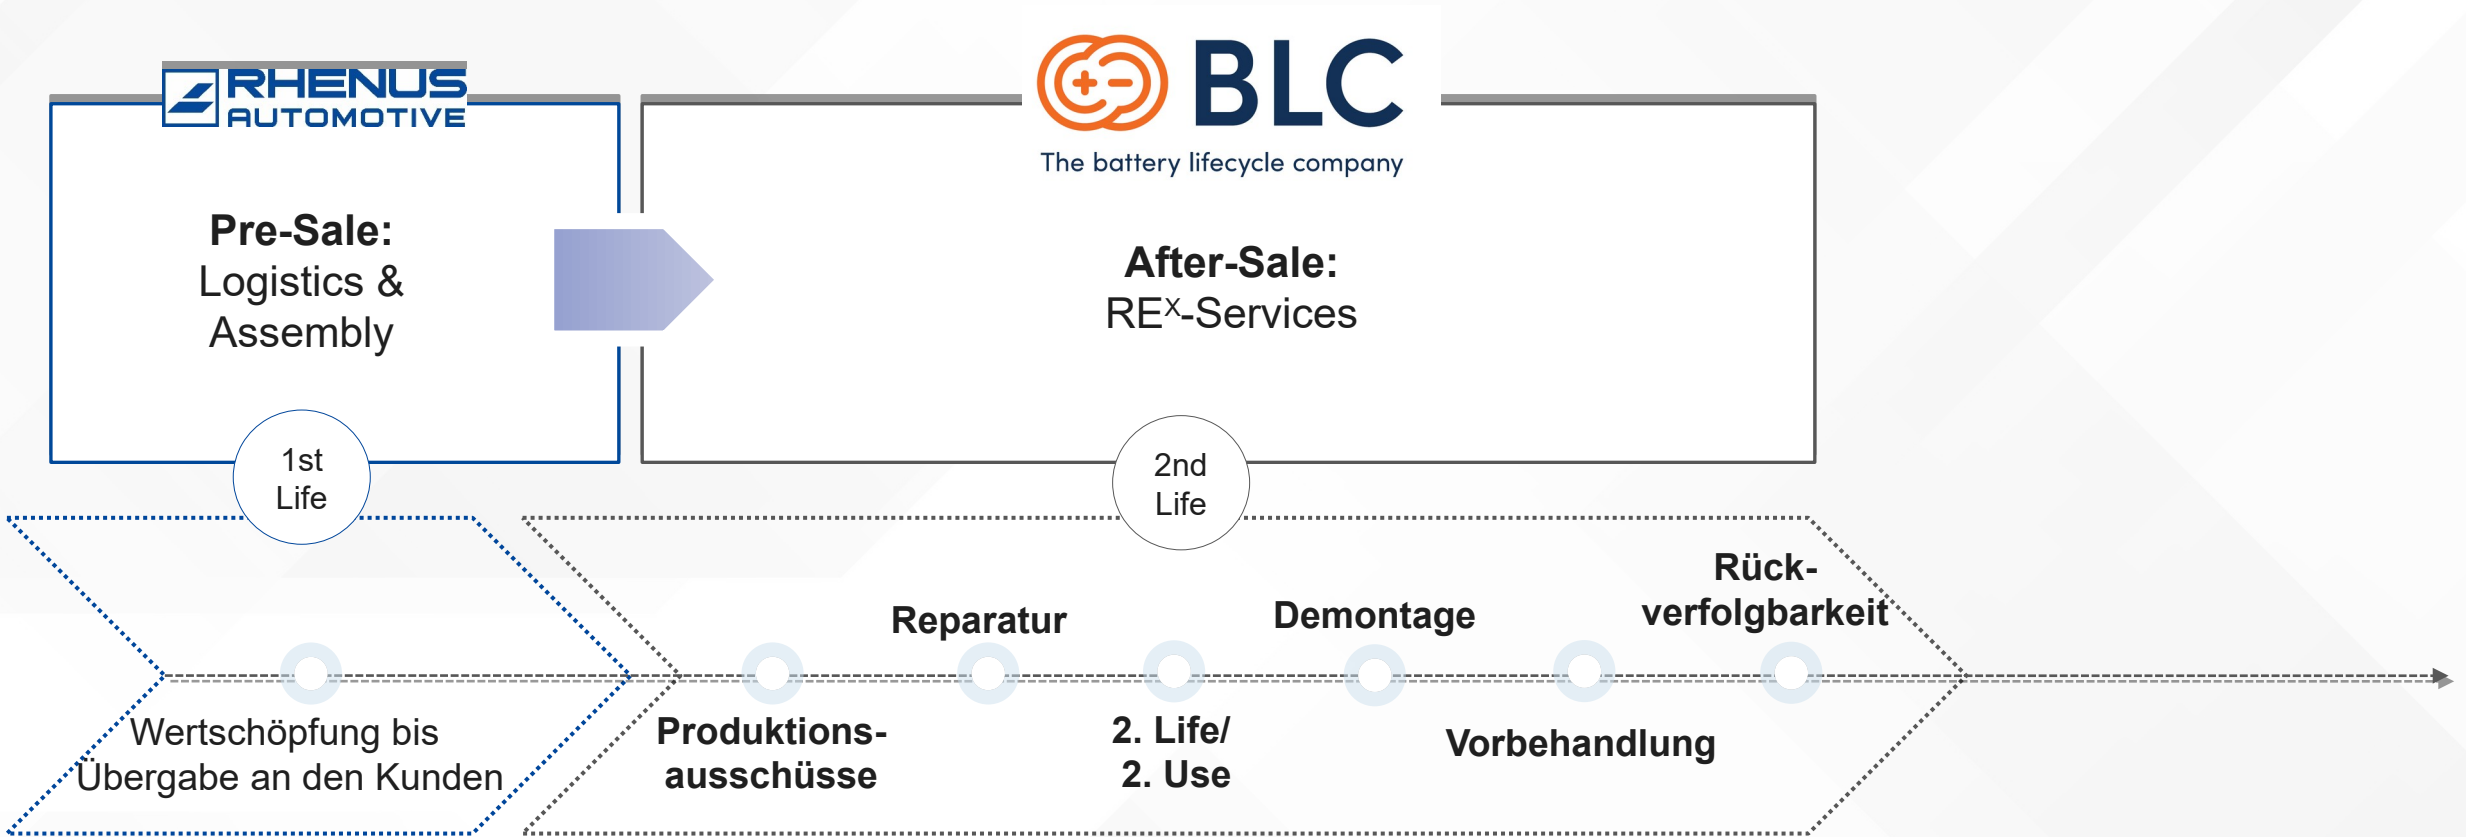 RHENUS
AUTOMOTIVE
BLC
The battery lifecycle company
Pre-Sale:
Logistics &
Assembly
After-Sale:
REˣ-Services
1st
Life
2nd
Life
Wertschöpfung bis
Übergabe an den Kunden
Produktions-
ausschüsse
Reparatur
2. Life/
2. Use
Demontage
Vorbehandlung
Rück-
verfolgbarkeit